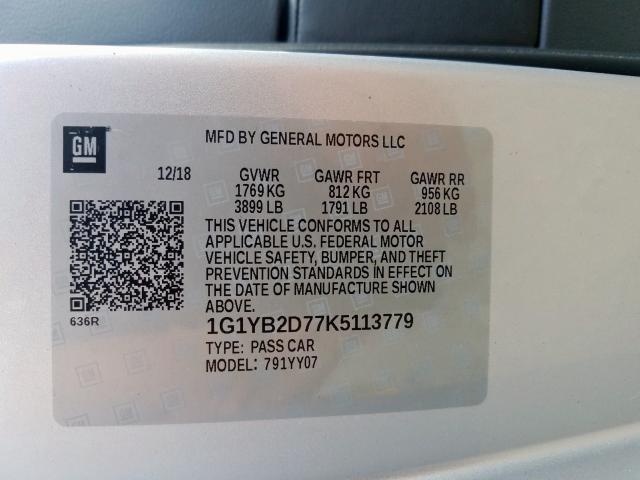 GM
MFD BY GENERAL MOTORS LLC
12/18 GVWR GAWR FRT GAWR RR
1769 KG 812 KG 956 KG
3899 LB 1791 LB 2108 LB
THIS VEHICLE CONFORMS TO ALL
APPLICABLE U.S. FEDERAL MOTOR
VEHICLE SAFETY, BUMPER, AND THEFT
PREVENTION STANDARDS IN EFFECT ON
THE DATE OF MANUFACTURE SHOWN
ABOVE.
636R
1G1YB2D77K5113779
TYPE: PASS CAR
MODEL: 791YY07